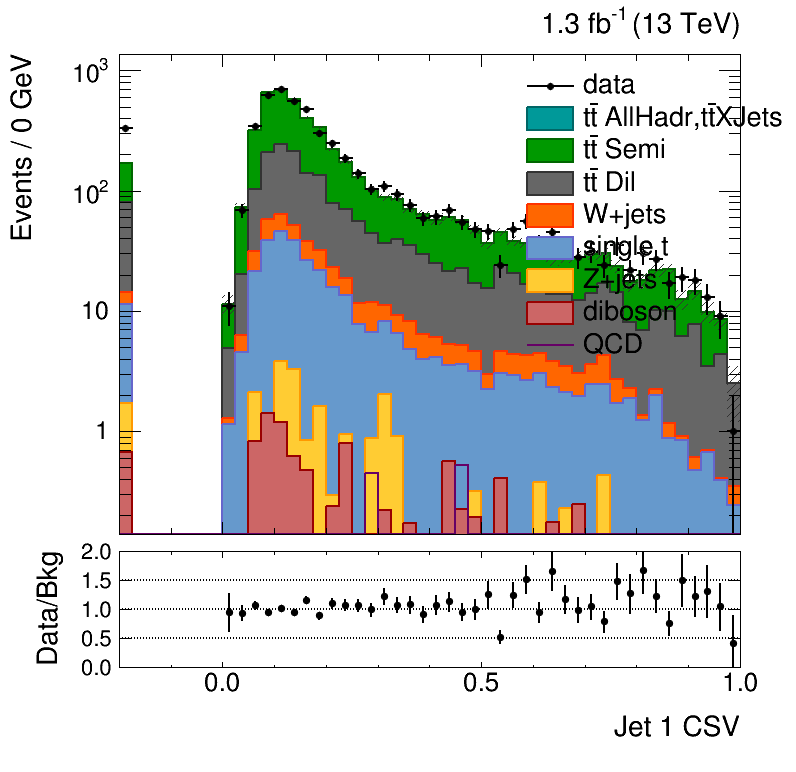 1.3 fb-1 (13 TeV)
Events / 0 GeV
10³
10²
10
1
data
tt̄ AllHadr,tt̄XJets
tt̄ Semi
tt̄ Dil
W+jets
single t
Z+jets
diboson
QCD
Data/Bkg
2.0
1.5
1.0
0.5
0.0
0.0 0.5 1.0
Jet 1 CSV